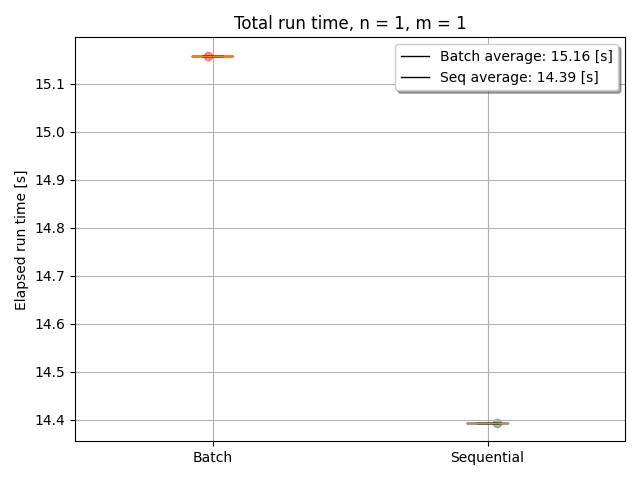 Total run time, n = 1, m = 1
Batch average: 15.16 [s]
Seq average: 14.39 [s]
Elapsed run time [s]
15.1
15.0
14.9
14.8
14.7
14.6
14.5
14.4
Batch
Sequential